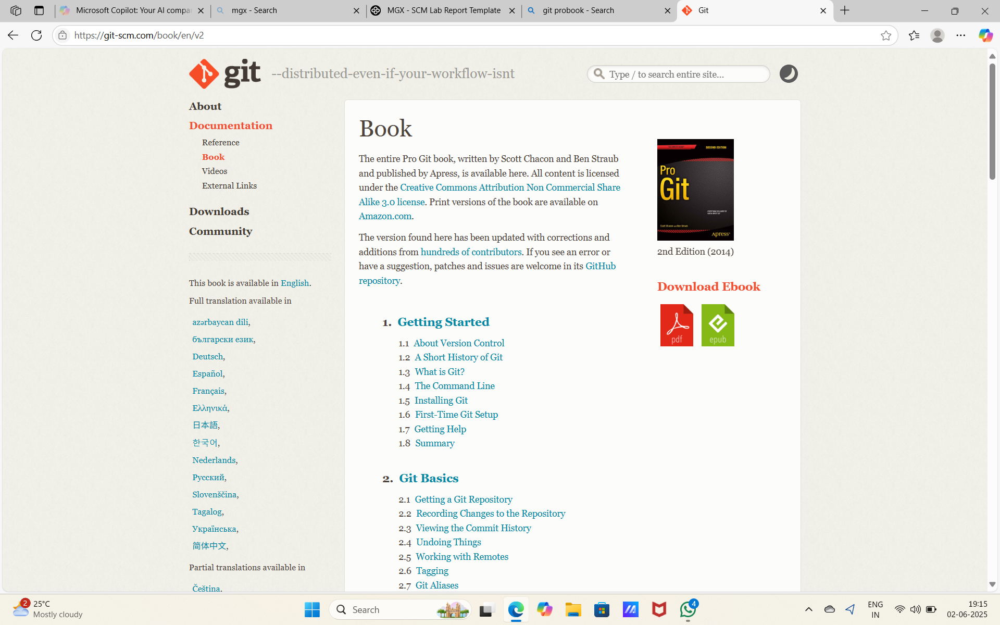 Microsoft Copilot: Your AI compa
mgx - Search
MGX - SCM Lab Report Template
git probook - Search
Git
https://git-scm.com/book/en/v2
git --distributed-even-if-your-workflow-isnt
Type / to search entire site...
About
Documentation
Reference
Book
Videos
External Links
Downloads
Community
This book is available in English.
Full translation available in
azərbaycan dili,
български език,
Deutsch,
Español,
Français,
Ελληνικά,
日本語,
한국어,
Nederlands,
Русский,
Slovenščina,
Tagalog,
Українська,
简体中文,
Partial translations available in
Čeština,
Book
The entire Pro Git book, written by Scott Chacon and Ben Straub
and published by Apress, is available here. All content is licensed
under the Creative Commons Attribution Non Commercial Share
Alike 3.0 license. Print versions of the book are available on
Amazon.com.
The version found here has been updated with corrections and
additions from hundreds of contributors. If you see an error or
have a suggestion, patches and issues are welcome in its GitHub
repository.
1. Getting Started
1.1 About Version Control
1.2 A Short History of Git
1.3 What is Git?
1.4 The Command Line
1.5 Installing Git
1.6 First-Time Git Setup
1.7 Getting Help
1.8 Summary
2. Git Basics
2.1 Getting a Git Repository
2.2 Recording Changes to the Repository
2.3 Viewing the Commit History
2.4 Undoing Things
2.5 Working with Remotes
2.6 Tagging
2.7 Git Aliases
SECOND EDITION
Pro
Git
EVERYTHING YOU NEED TO
KNOW ABOUT GIT
Scott Chacon and Ben Straub
Apress®
2nd Edition (2014)
Download Ebook
pdf
epub
2
25°C
Mostly cloudy
Search
4
ENG
IN
19:15
02-06-2025